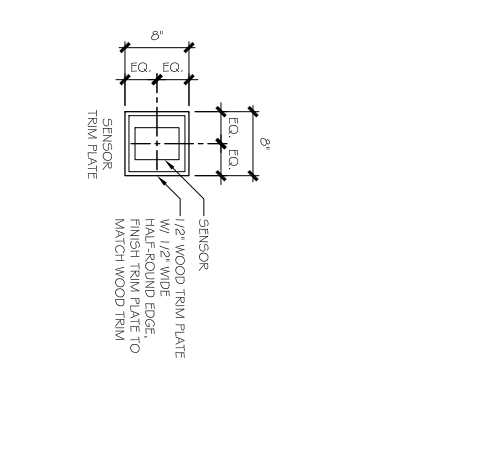 8"
EQ. EQ.
8"
EQ. EQ.
SENSOR
TRIM PLATE
SENSOR
1/2" WOOD TRIM PLATE
W/ 1/2" WIDE
HALF-ROUND EDGE,
FINISH TRIM PLATE TO
MATCH WOOD TRIM